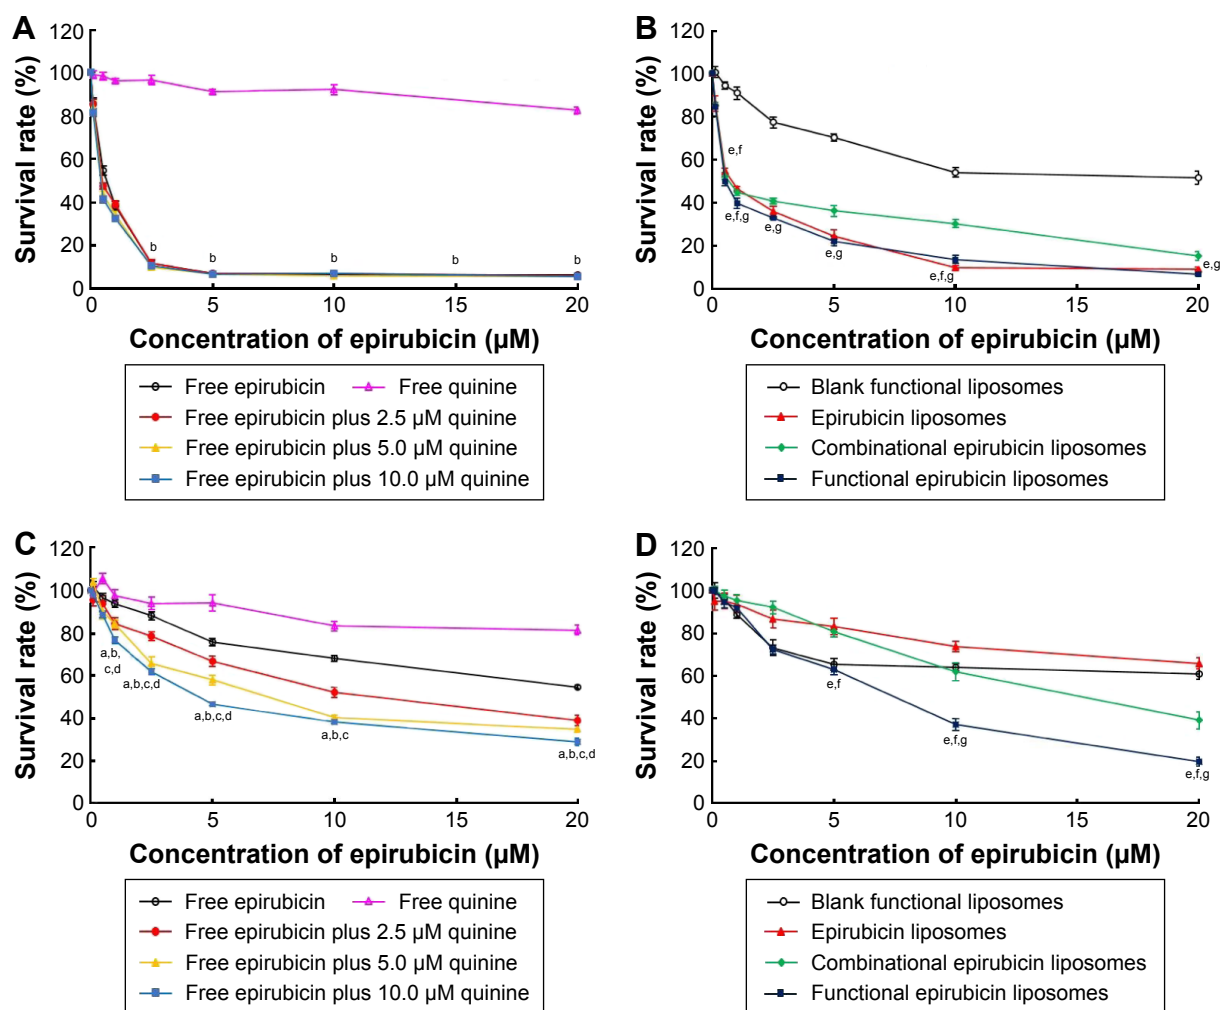 A
120
100
80
60
40
20
0
Survival rate (%)
b
b
b
b
b
0
5
10
15
20
Concentration of epirubicin (µM)
Free epirubicin
Free quinine
Free epirubicin plus 2.5 µM quinine
Free epirubicin plus 5.0 µM quinine
Free epirubicin plus 10.0 µM quinine
B
120
100
80
60
40
20
0
Survival rate (%)
e,f
e,f,g
e,g
e,g
e,f,g
e,g
0
5
10
15
20
Concentration of epirubicin (µM)
Blank functional liposomes
Epirubicin liposomes
Combinational epirubicin liposomes
Functional epirubicin liposomes
C
120
100
80
60
40
20
0
Survival rate (%)
a,b,
c,d
a,b,c,d
a,b,c,d
a,b,c
a,b,c,d
0
5
10
15
20
Concentration of epirubicin (µM)
Free epirubicin
Free quinine
Free epirubicin plus 2.5 µM quinine
Free epirubicin plus 5.0 µM quinine
Free epirubicin plus 10.0 µM quinine
D
120
100
80
60
40
20
0
Survival rate (%)
e,f
e,f,g
e,f,g
0
5
10
15
20
Concentration of epirubicin (µM)
Blank functional liposomes
Epirubicin liposomes
Combinational epirubicin liposomes
Functional epirubicin liposomes